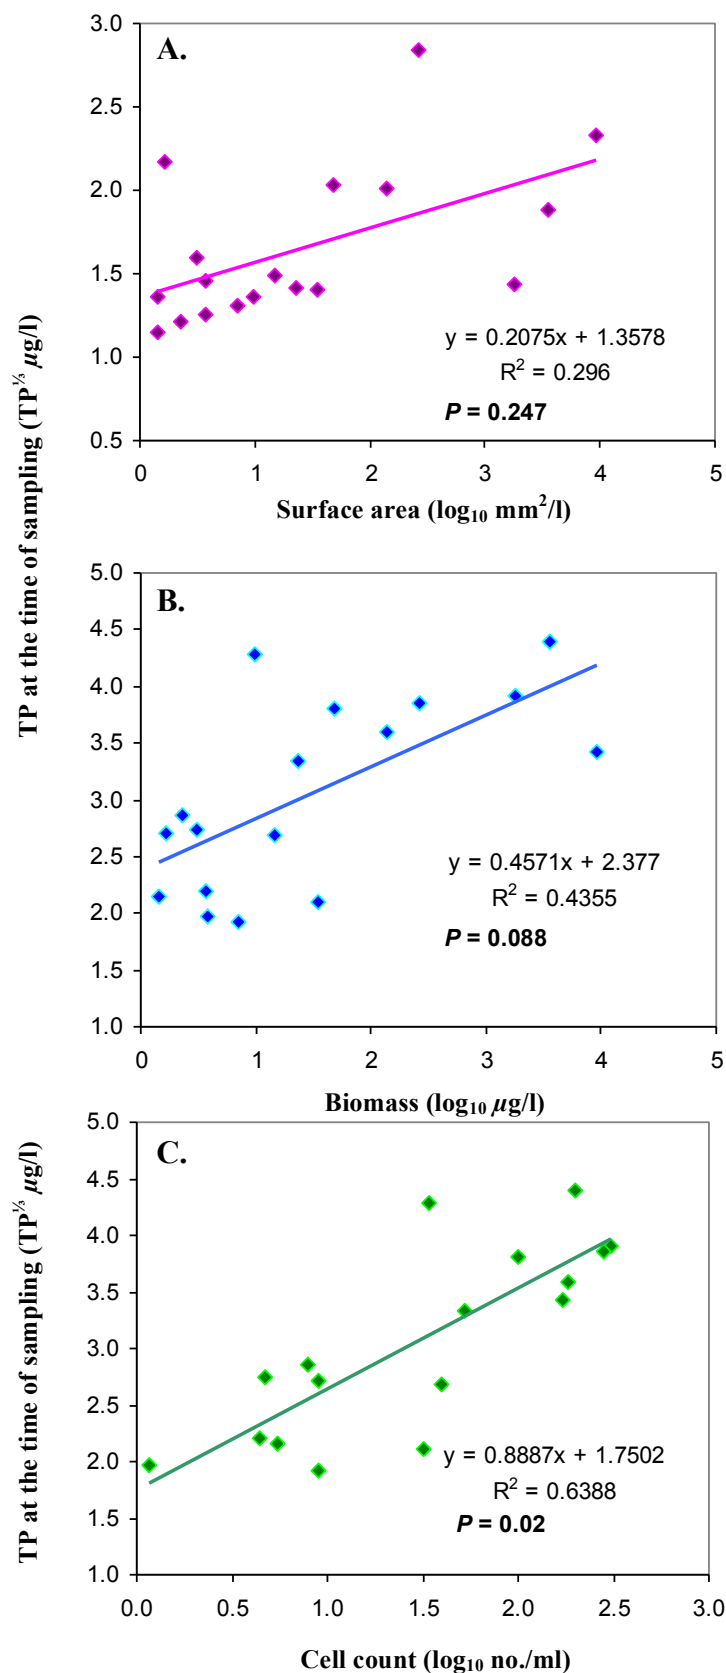 A.
3.0
2.5
2.0
1.5
1.0
0.5
y = 0.2075x + 1.3578
R² = 0.296
P = 0.247
0 1 2 3 4 5
Surface area (log₁₀ mm²/l)
TP at the time of sampling (TP^⅓ µg/l)
B.
5.0
4.5
4.0
3.5
3.0
2.5
2.0
1.5
1.0
y = 0.4571x + 2.377
R² = 0.4355
P = 0.088
0 1 2 3 4 5
Biomass (log₁₀ µg/l)
C.
5.0
4.5
4.0
3.5
3.0
2.5
2.0
1.5
1.0
y = 0.8887x + 1.7502
R² = 0.6388
P = 0.02
0.0 0.5 1.0 1.5 2.0 2.5 3.0
Cell count (log₁₀ no./ml)
TP at the time of sampling (TP^⅓ µg/l)